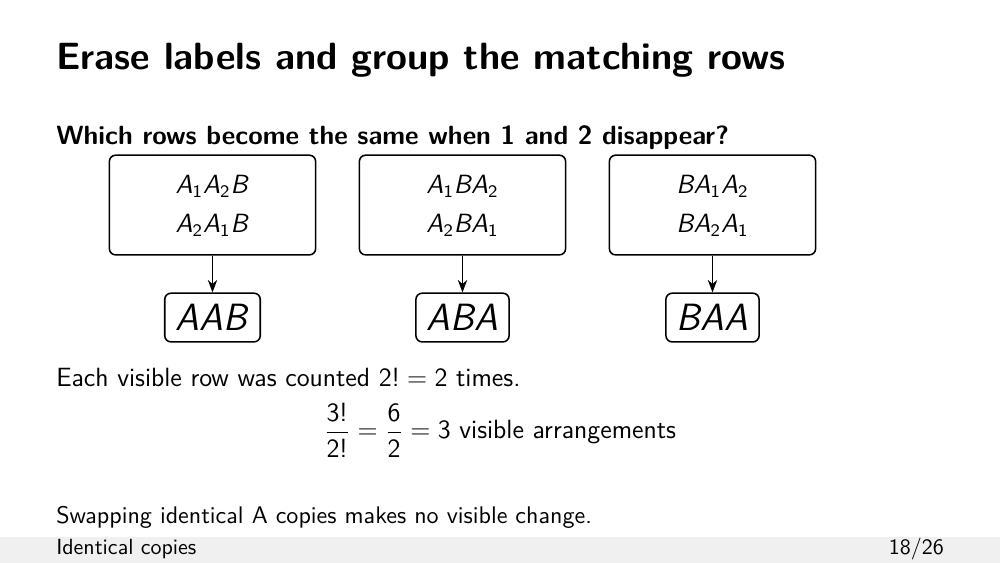 Erase labels and group the matching rows
Which rows become the same when 1 and 2 disappear?
A₁A₂B
A₂A₁B
A₁BA₂
A₂BA₁
BA₁A₂
BA₂A₁
AAB
ABA
BAA
Each visible row was counted 2! = 2 times.
3!/2! = 6/2 = 3 visible arrangements
Swapping identical A copies makes no visible change.
Identical copies
18/26